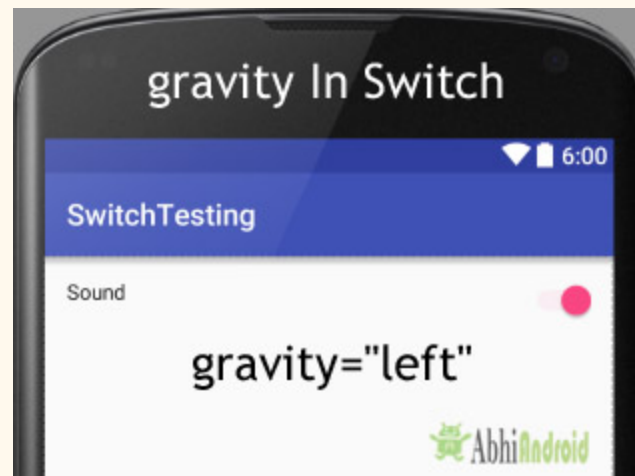 gravity In Switch
6:00
SwitchTesting
Sound
gravity="left"
AbhiAndroid